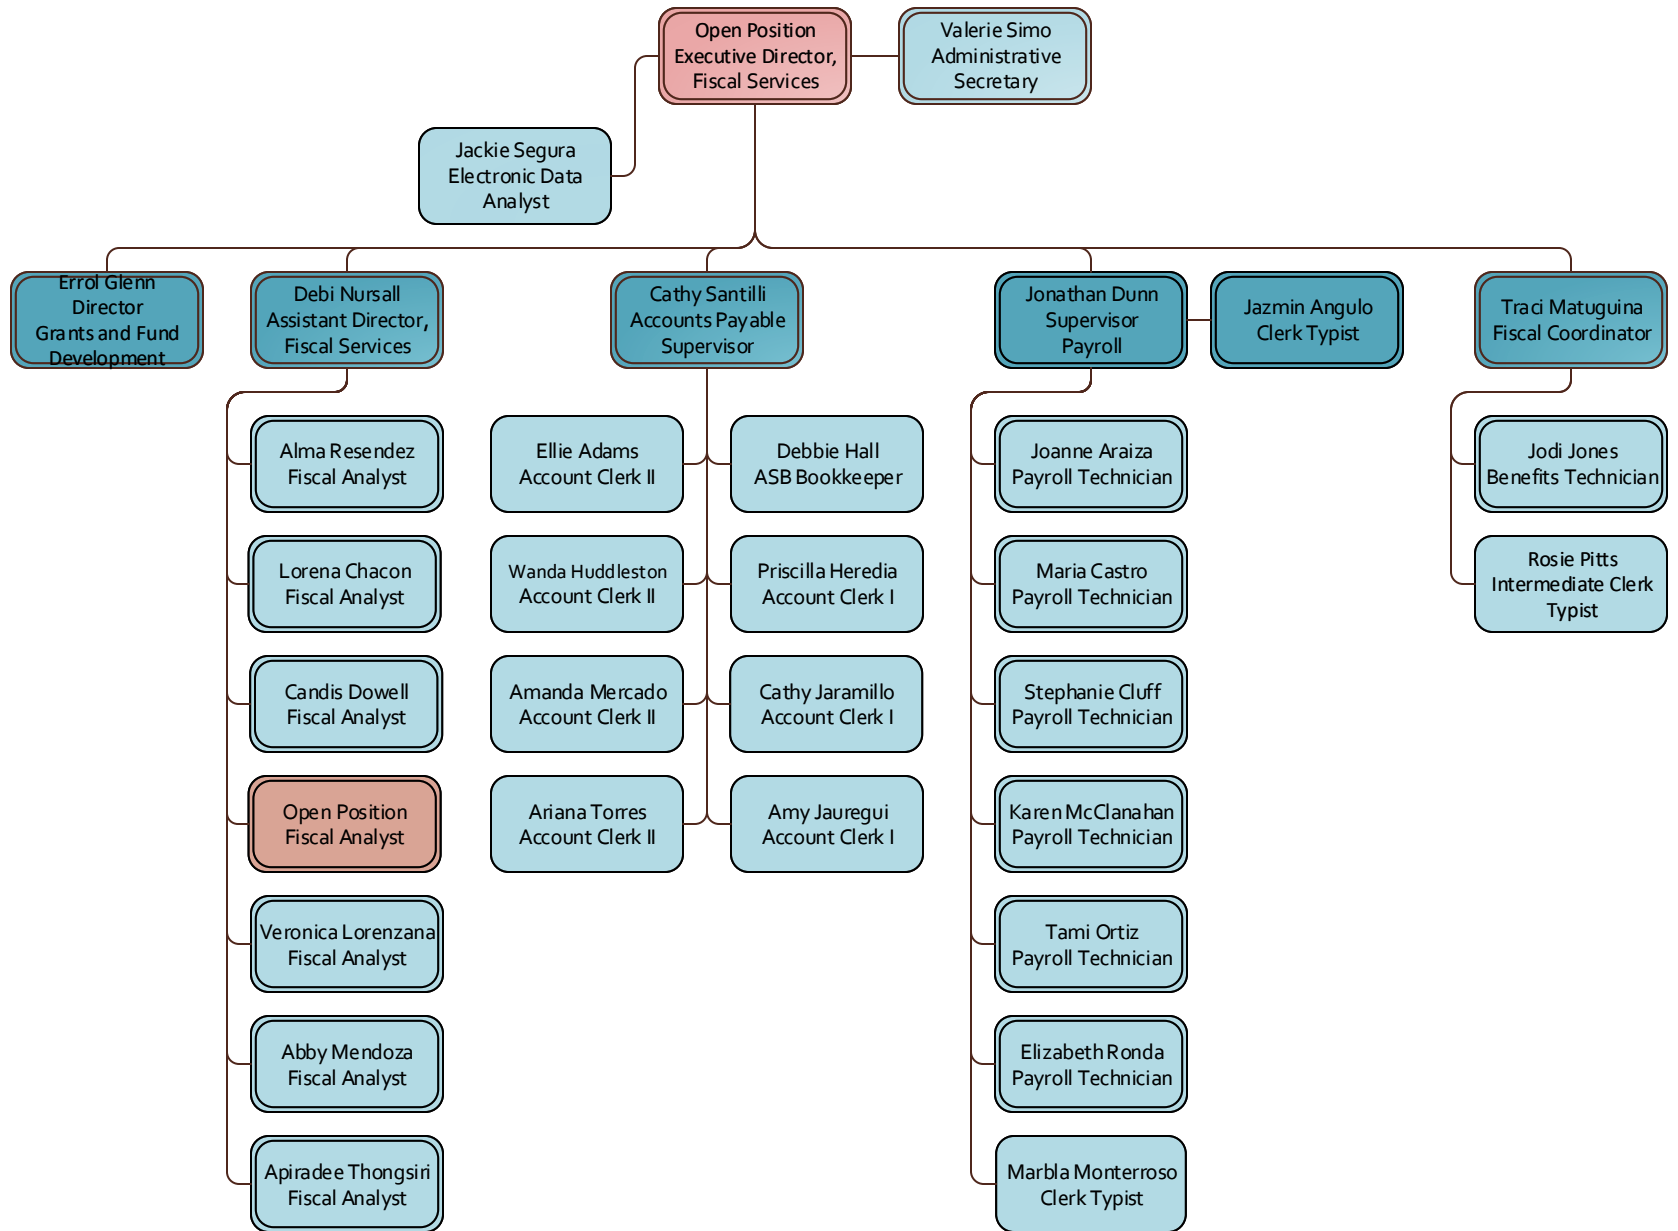 Open Position
Executive Director,
Fiscal Services
Valerie Simo
Administrative
Secretary
Jackie Segura
Electronic Data
Analyst
Errol Glenn
Director
Grants and Fund
Development
Debi Nursall
Assistant Director,
Fiscal Services
Cathy Santilli
Accounts Payable
Supervisor
Jonathan Dunn
Supervisor
Payroll
Jazmin Angulo
Clerk Typist
Traci Matuguina
Fiscal Coordinator
Alma Resendez
Fiscal Analyst
Lorena Chacon
Fiscal Analyst
Candis Dowell
Fiscal Analyst
Open Position
Fiscal Analyst
Veronica Lorenzana
Fiscal Analyst
Abby Mendoza
Fiscal Analyst
Apiradee Thongsiri
Fiscal Analyst
Ellie Adams
Account Clerk II
Wanda Huddleston
Account Clerk II
Amanda Mercado
Account Clerk II
Ariana Torres
Account Clerk II
Debbie Hall
ASB Bookkeeper
Priscilla Heredia
Account Clerk I
Cathy Jaramillo
Account Clerk I
Amy Jauregui
Account Clerk I
Joanne Araiza
Payroll Technician
Maria Castro
Payroll Technician
Stephanie Cluff
Payroll Technician
Karen McClanahan
Payroll Technician
Tami Ortiz
Payroll Technician
Elizabeth Ronda
Payroll Technician
Marbla Monterroso
Clerk Typist
Jodi Jones
Benefits Technician
Rosie Pitts
Intermediate Clerk
Typist